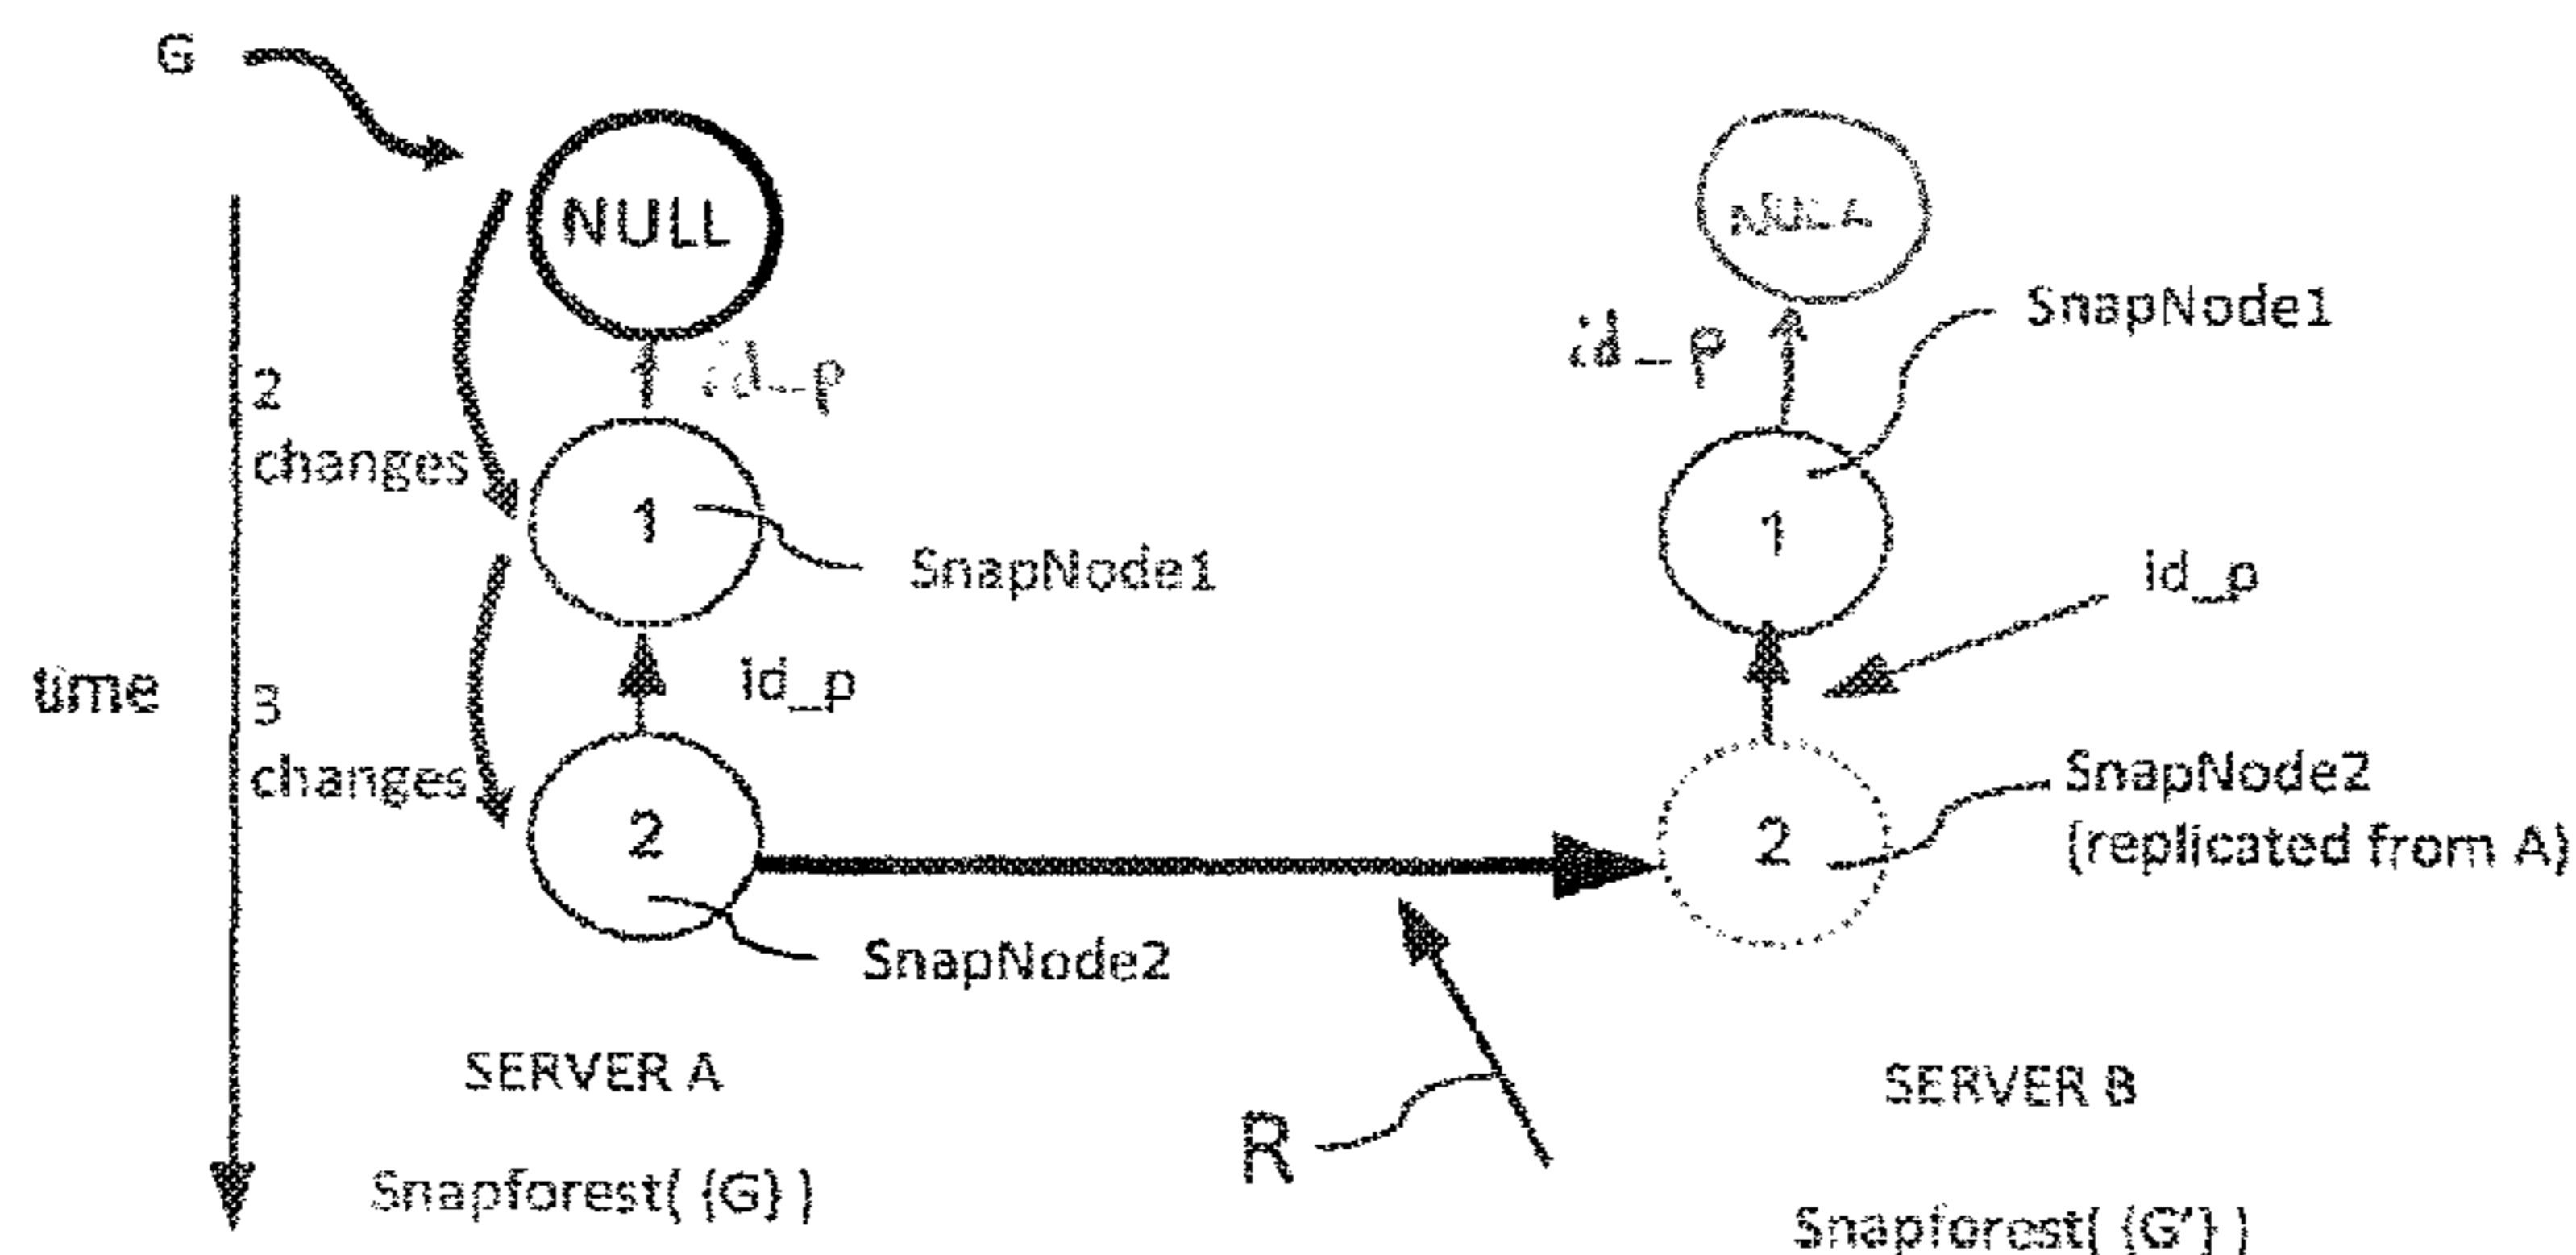 G
NULL
id_p
2
changes
1
SnapNode1
time
id_p
3
changes
2
SnapNode2
SERVER A
Snapforest( {G} )
R
id_p
SnapNode1
1
id_p
2
SnapNode2
(replicated from A)
SERVER B
Snapforest( {G'} )